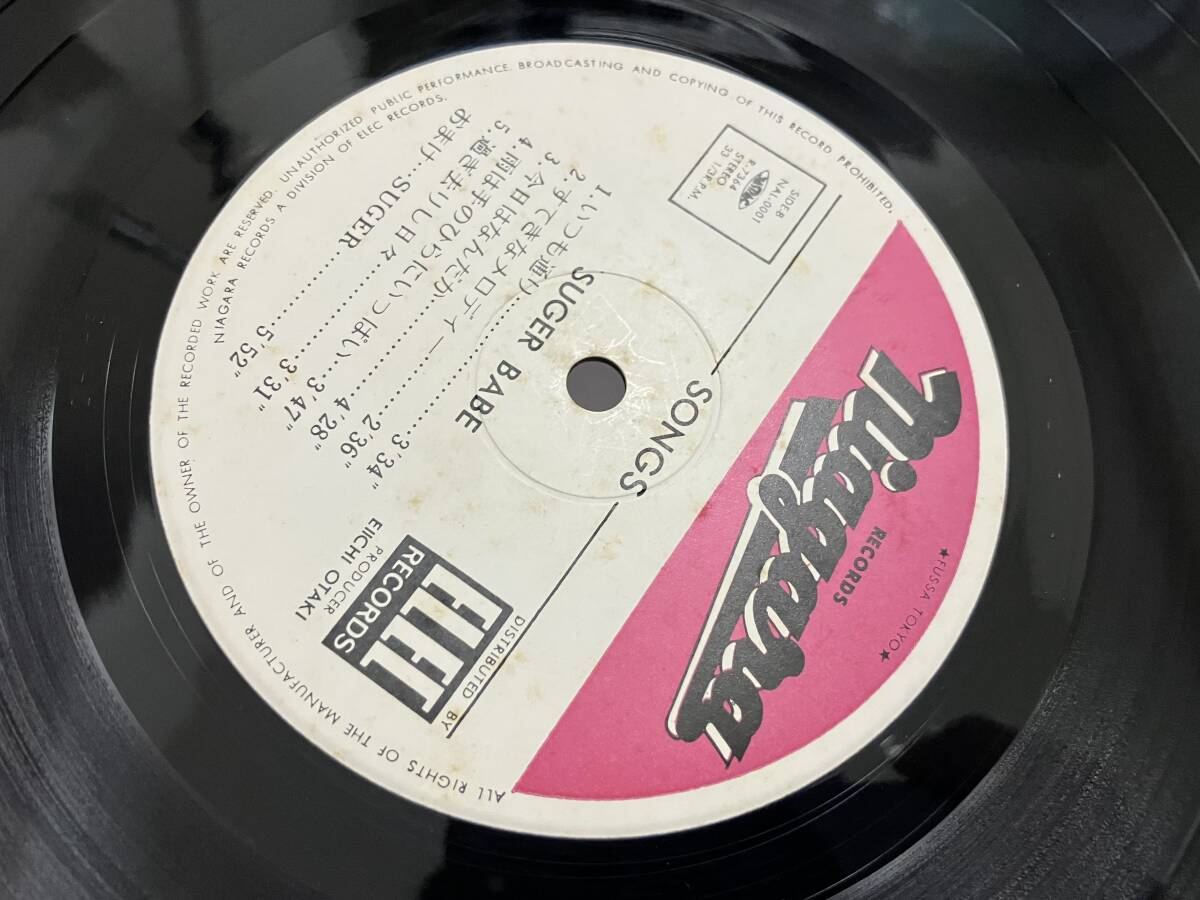 Niagara
RECORDS
★FUSSA TOKYO★
SIDE.B
NAL-0001
R.7364
STEREO
33 1/3R.P.M.
SONGS
SUGER BABE
1.いつも通り……3'34"
2.すてきなメロディー……2'36"
3.今日はなんだか……4'28"
4.雨は手のひらにいっぱい……3'47"
5.過ぎ去りし日々……3'31"
おまけ…SUGER……5'52"
DISTRIBUTED BY
RECORDS
PRODUCER
EIICHI OTAKI
ALL RIGHTS OF THE MANUFACTURER AND OF THE OWNER OF THE RECORDED WORK ARE RESERVED. UNAUTHORIZED PUBLIC PERFORMANCE. BROADCASTING AND COPYING OF THIS RECORD PROHIBITED.
NIAGARA RECORDS A DIVISION OF ELEC RECORDS.